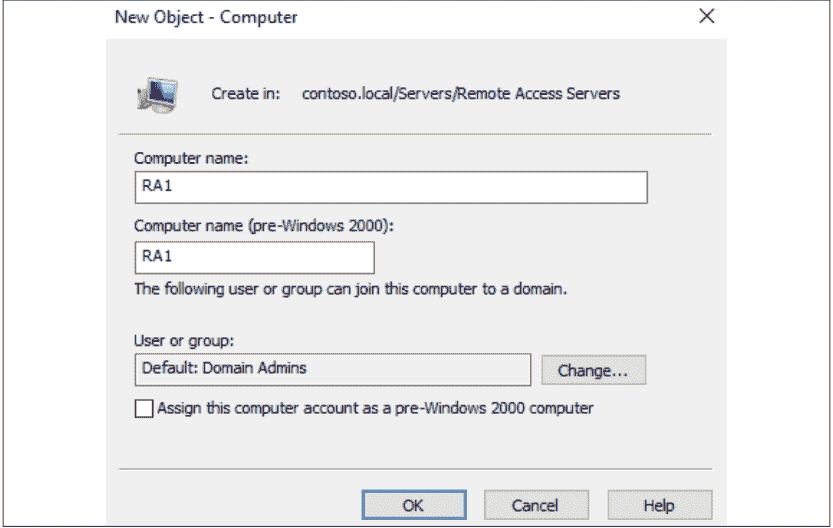 New Object - Computer
Create in: contoso.local/Servers/Remote Access Servers
Computer name:
RA1
Computer name (pre-Windows 2000):
RA1
The following user or group can join this computer to a domain.
User or group:
Default: Domain Admins
Change...
Assign this computer account as a pre-Windows 2000 computer
OK Cancel Help